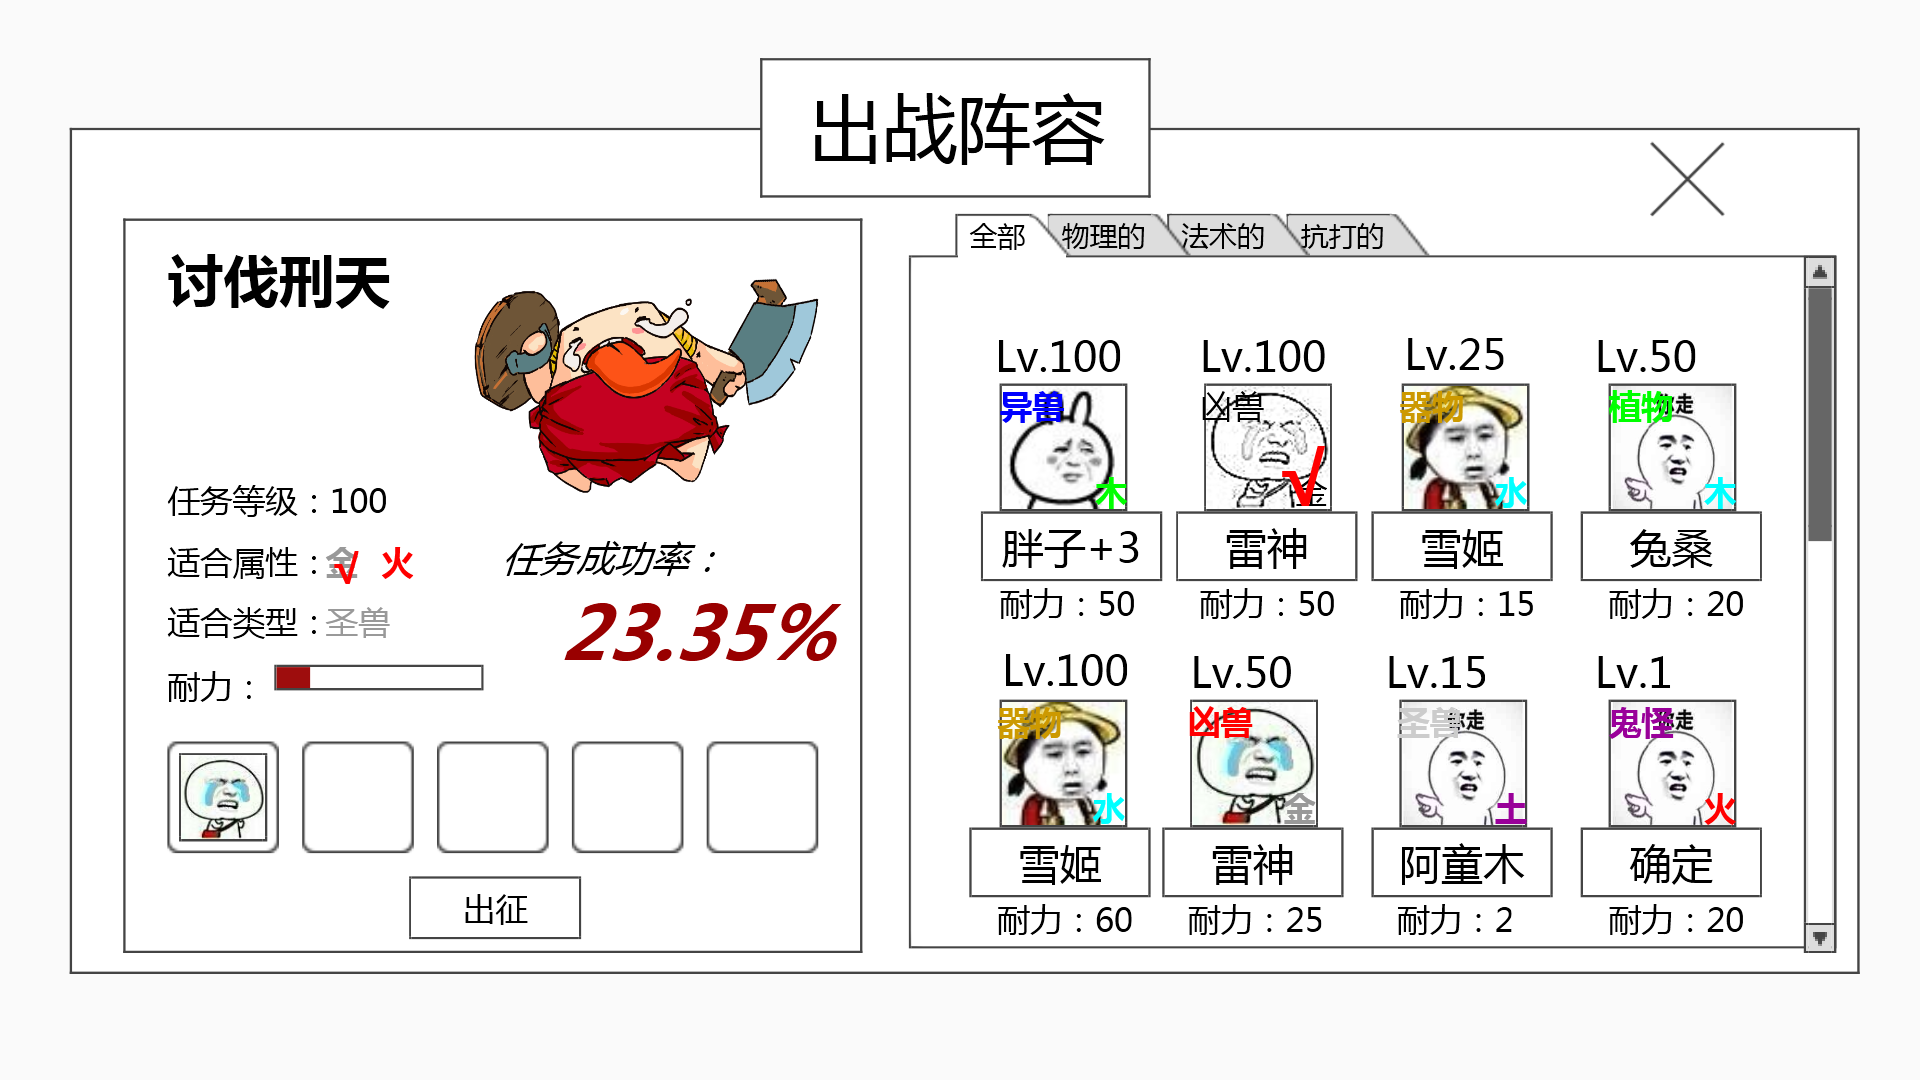 出战阵容
讨伐刑天
任务等级：100
适合属性：金 √ 火
适合类型：圣兽
耐力：
任务成功率：
23.35%
出征
全部 物理的 法术的 抗打的
Lv.100 Lv.100 Lv.25 Lv.50
异兽 凶兽 器物 植物 走
木 √ 金 水 木
胖子+3 雷神 雪姬 兔桑
耐力：50 耐力：50 耐力：15 耐力：20
Lv.100 Lv.50 Lv.15 Lv.1
器物 凶兽 圣兽 你走 鬼怪 走
水 金 土 火
雪姬 雷神 阿童木 确定
耐力：60 耐力：25 耐力：2 耐力：20